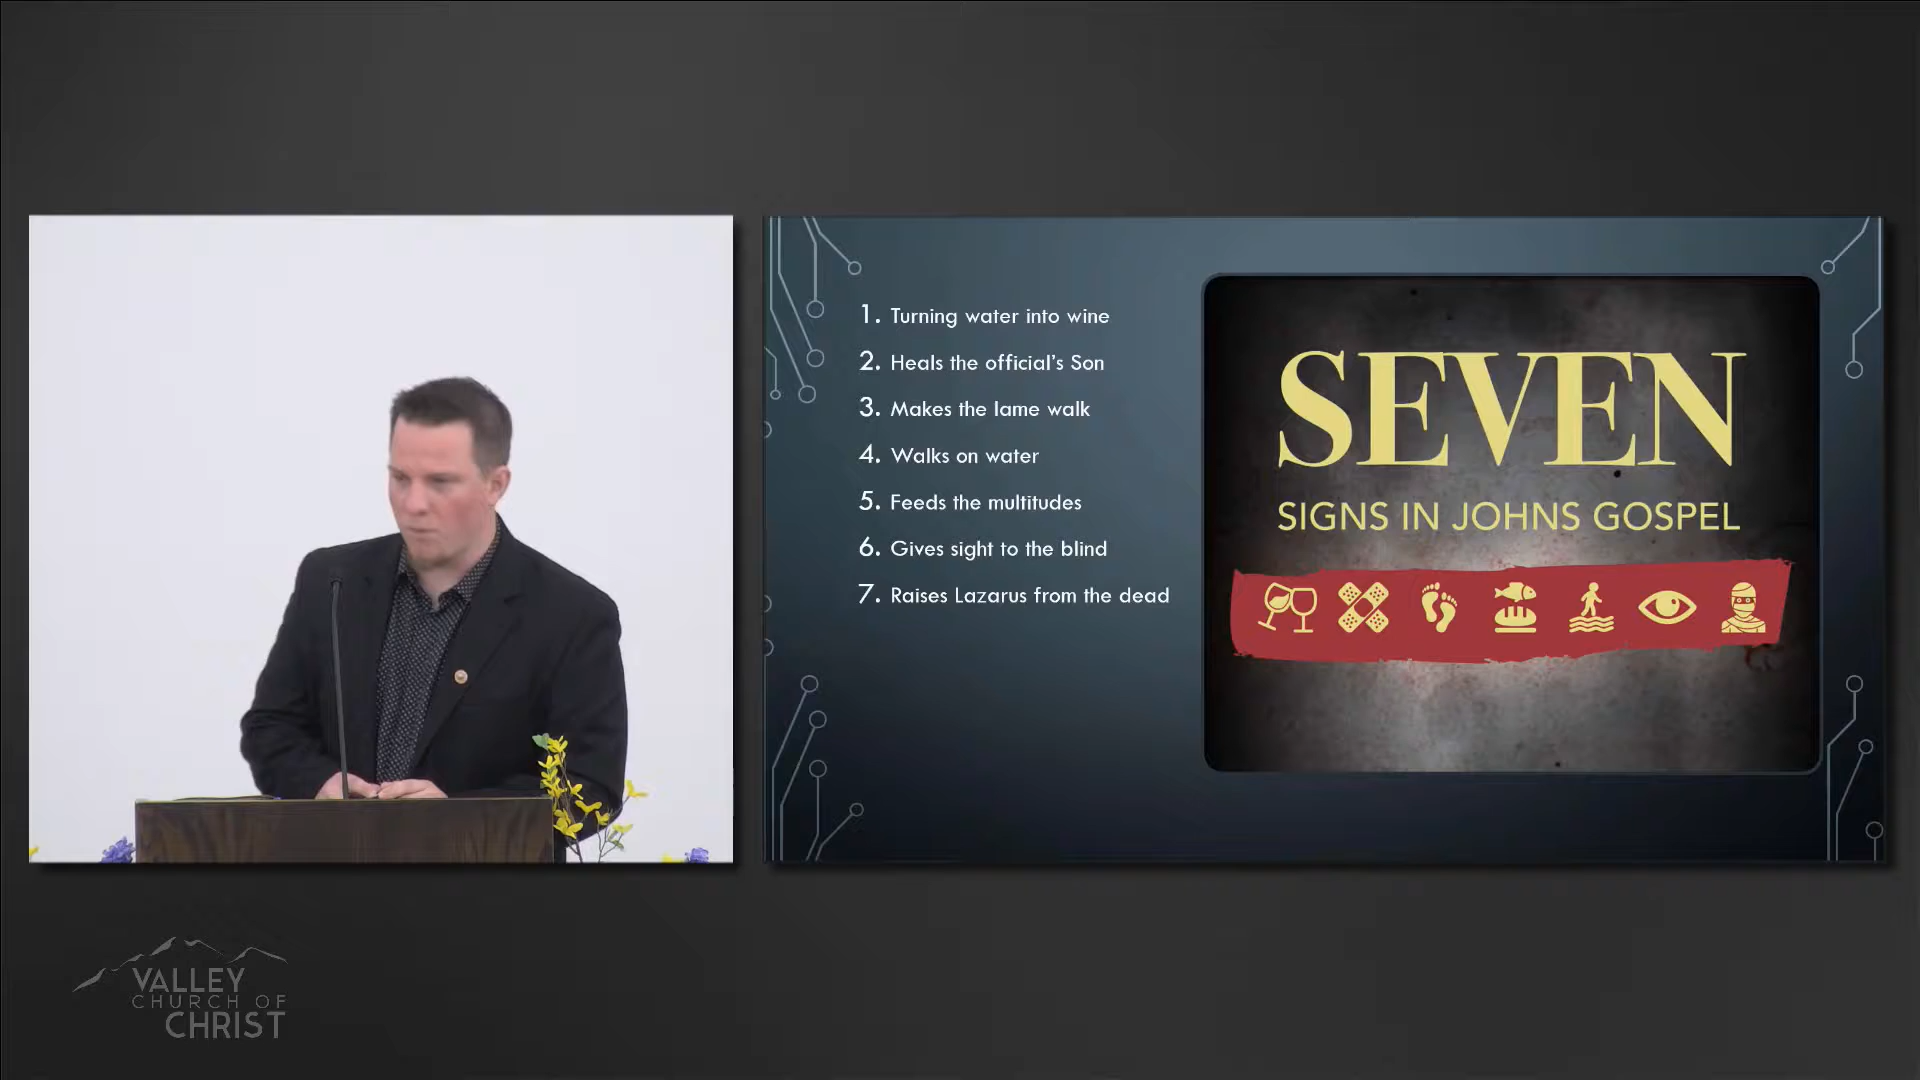 1. Turning water into wine
2. Heals the official's Son
3. Makes the lame walk
4. Walks on water
5. Feeds the multitudes
6. Gives sight to the blind
7. Raises Lazarus from the dead
SEVEN
SIGNS IN JOHNS GOSPEL
VALLEY
CHURCH OF
CHRIST